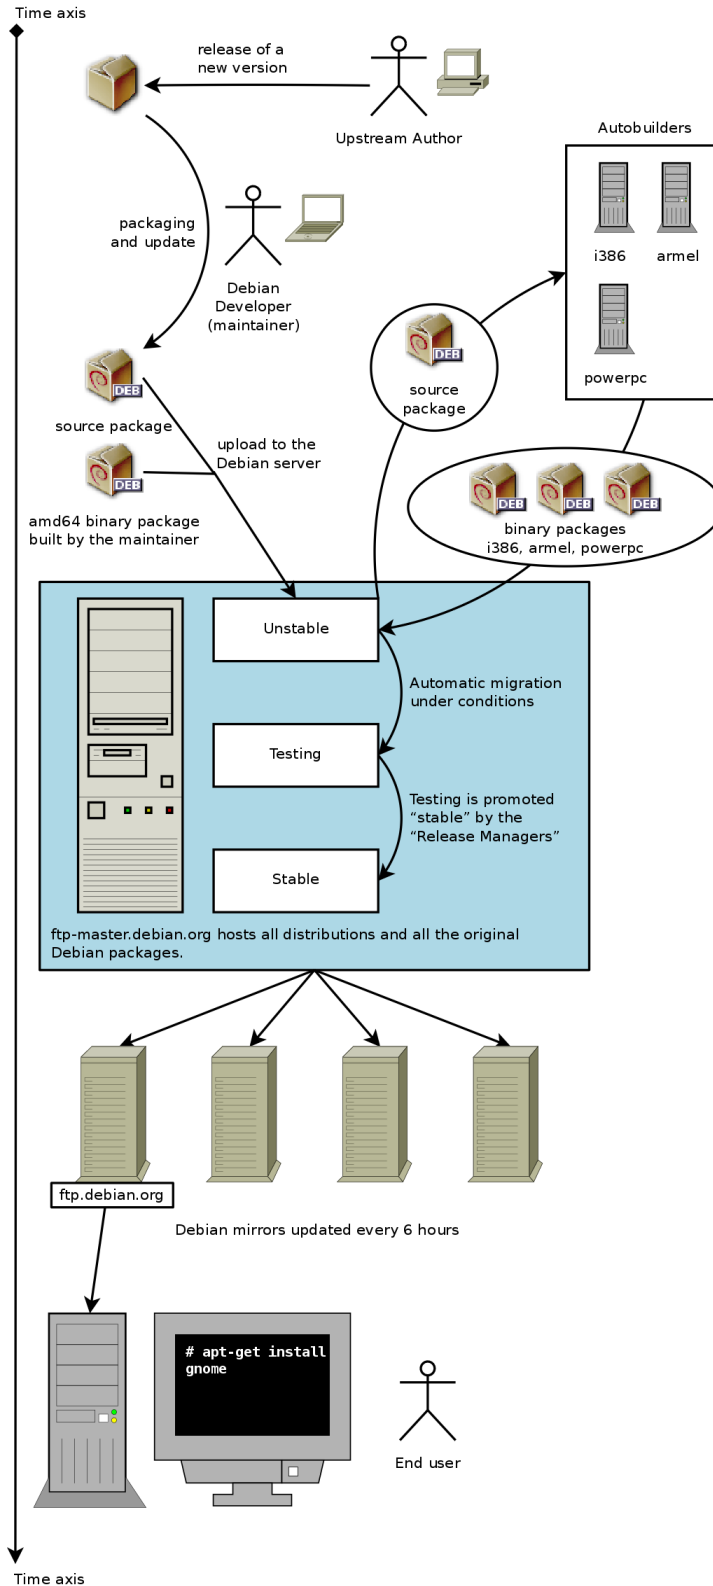 Time axis
release of a
new version
Upstream Author
Autobuilders
i386
armel
powerpc
packaging
and update
Debian
Developer
(maintainer)
DEB
source package
DEB
amd64 binary package
built by the maintainer
upload to the
Debian server
DEB
source
package
DEB
DEB
DEB
binary packages
i386, armel, powerpc
Unstable
Automatic migration
under conditions
Testing
Testing is promoted
“stable” by the
“Release Managers”
Stable
ftp-master.debian.org hosts all distributions and all the original
Debian packages.
ftp.debian.org
Debian mirrors updated every 6 hours
# apt-get install
gnome
End user
Time axis